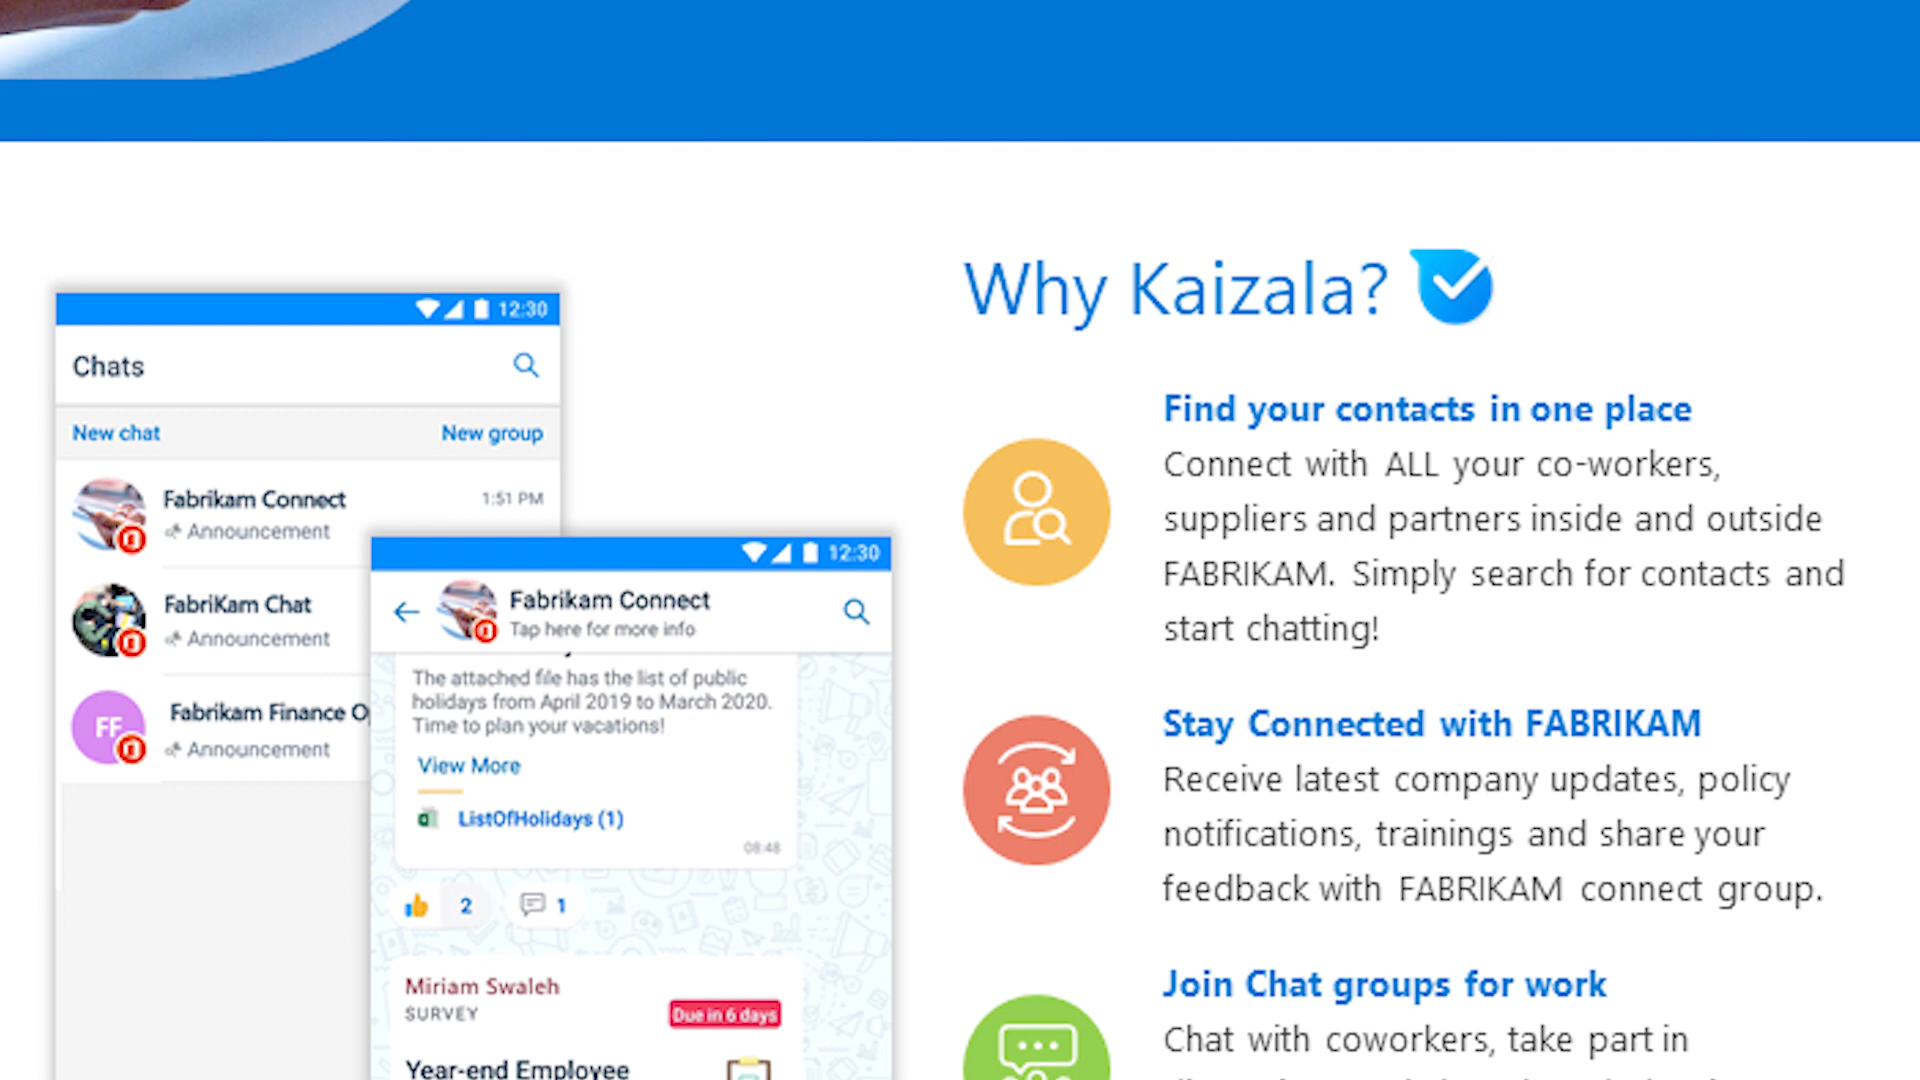 12:30
Chats
New chat
New group
Fabrikam Connect
1:51 PM
Announcement
FabriKam Chat
Announcement
FF
Fabrikam Finance O
Announcement
12:30
Fabrikam Connect
Tap here for more info
The attached file has the list of public
holidays from April 2019 to March 2020.
Time to plan your vacations!
View More
ListOfHolidays (1)
08:48
2
1
Miriam Swaleh
SURVEY
Due in 6 days
Year-end Employee
Why Kaizala?
Find your contacts in one place
Connect with ALL your co-workers,
suppliers and partners inside and outside
FABRIKAM. Simply search for contacts and
start chatting!
Stay Connected with FABRIKAM
Receive latest company updates, policy
notifications, trainings and share your
feedback with FABRIKAM connect group.
Join Chat groups for work
Chat with coworkers, take part in